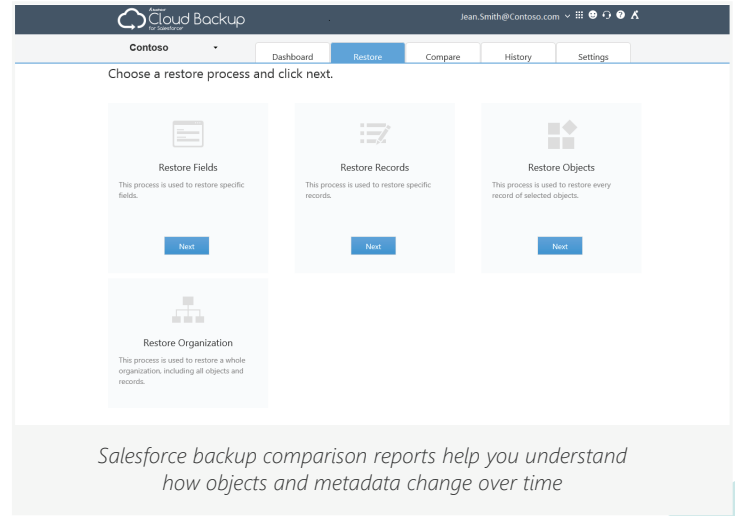 Cloud Backup
for Salesforce
Jean.Smith@Contoso.com
Contoso
Dashboard
Restore
Compare
History
Settings
Choose a restore process and click next.
Restore Fields
This process is used to restore specific
fields.
Next
Restore Records
This process is used to restore specific
records.
Next
Restore Objects
This process is used to restore every
record of selected objects.
Next
Restore Organization
This process is used to restore a whole
organization, including all objects and
records.
Salesforce backup comparison reports help you understand
how objects and metadata change over time